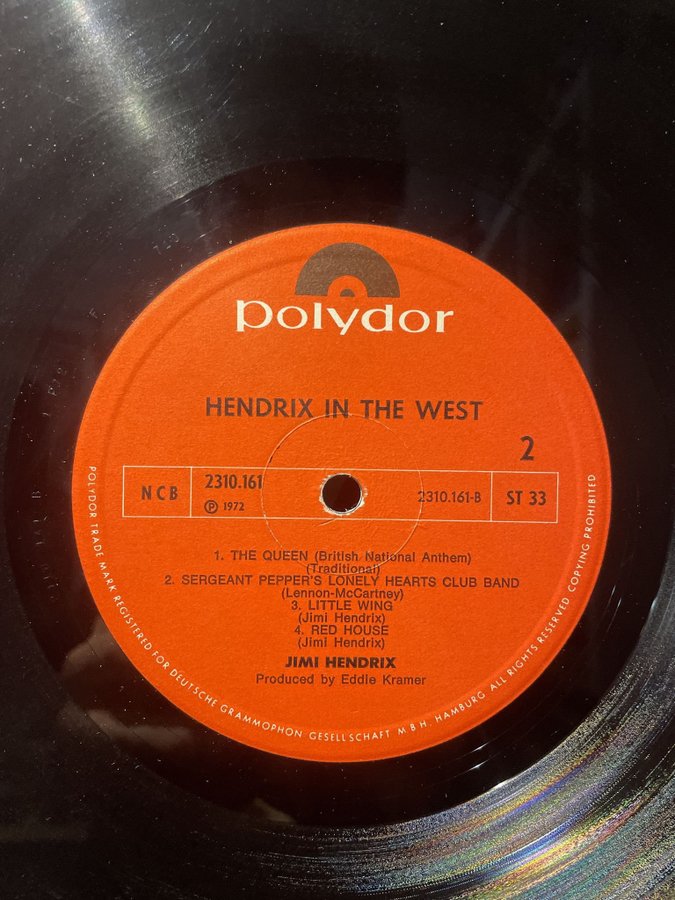 polydor
HENDRIX IN THE WEST
2
NCB
2310.161
Ⓟ 1972
2310.161-B
ST 33
1. THE QUEEN (British National Anthem)
(Traditional)
2. SERGEANT PEPPER'S LONELY HEARTS CLUB BAND
(Lennon-McCartney)
3. LITTLE WING
(Jimi Hendrix)
4. RED HOUSE
(Jimi Hendrix)
JIMI HENDRIX
Produced by Eddie Kramer
POLYDOR TRADE MARK REGISTERED FOR DEUTSCHE GRAMMOPHON GESELLSCHAFT M B H, HAMBURG ALL RIGHTS RESERVED COPYING PROHIBITED